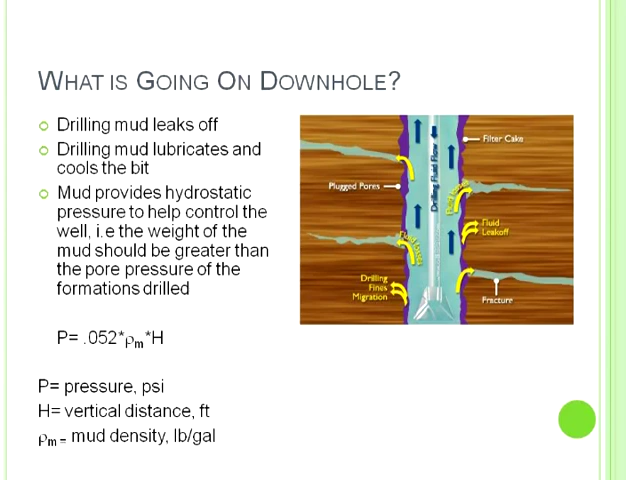 WHAT IS GOING ON DOWNHOLE?
Drilling mud leaks off
Drilling mud lubricates and
cools the bit
Mud provides hydrostatic
pressure to help control the
well, i.e the weight of the
mud should be greater than
the pore pressure of the
formations drilled
P= .052*ρm*H
P= pressure, psi
H= vertical distance, ft
ρm = mud density, lb/gal
Filter Cake
Drilling Fluid Flow
Plugged Pores
Fluid
Leakoff
Drilling
Fines
Migration
Fracture